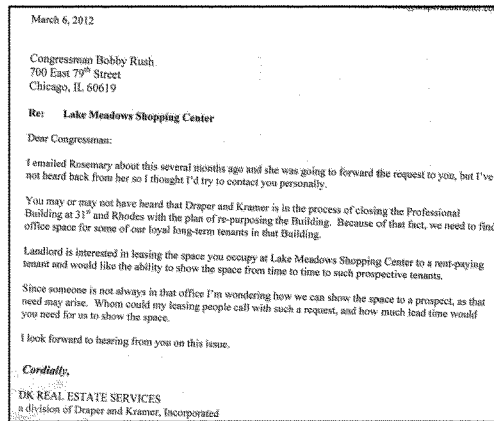 March 6, 2012
Congressman Bobby Rush
700 East 79th Street
Chicago, IL 60619
Re: Lake Meadows Shopping Center
Dear Congressman:
I emailed Rosemary about this several months ago and she was going to forward the request to you, but I've
not heard back from her so I thought I'd try to contact you personally.
You may or may not have heard that Draper and Kramer is in the process of closing the Professional
Building at 31st and Rhodes with the plan of re-purposing the Building. Because of that fact, we need to find
office space for some of our loyal long-term tenants in that Building.
Landlord is interested in leasing the space you occupy at Lake Meadows Shopping Center to a rent-paying
tenant and would like the ability to show the space from time to time to such prospective tenants.
Since someone is not always in that office I'm wondering how we can show the space to a prospect, as that
need may arise. Whom could my leasing people call with such a request, and how much lead time would
you need for us to show the space.
I look forward to hearing from you on this issue.
Cordially,
DK REAL ESTATE SERVICES
a division of Draper and Kramer, Incorporated